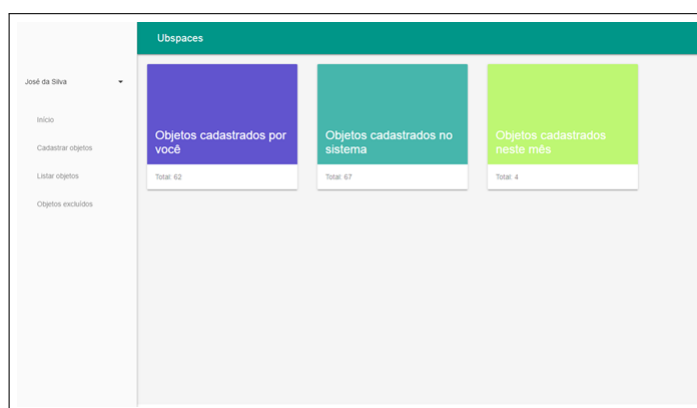 Ubspaces
José da Silva
Início
Cadastrar objetos
Listar objetos
Objetos excluídos
Objetos cadastrados por
você
Total: 62
Objetos cadastrados no
sistema
Total: 67
Objetos cadastrados
neste mês
Total: 4